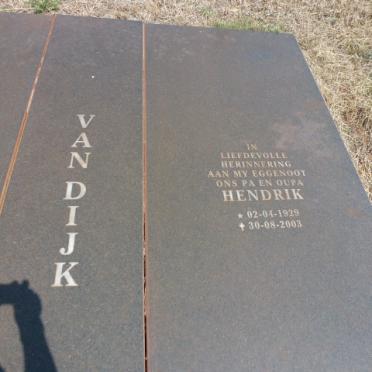 VAN DIJK
IN
LIEFDEVOLLE
HERINNERING
AAN MY EGGENOOT
ONS PA EN OUPA
HENDRIK
* 02-04-1929
✝ 30-08-2003